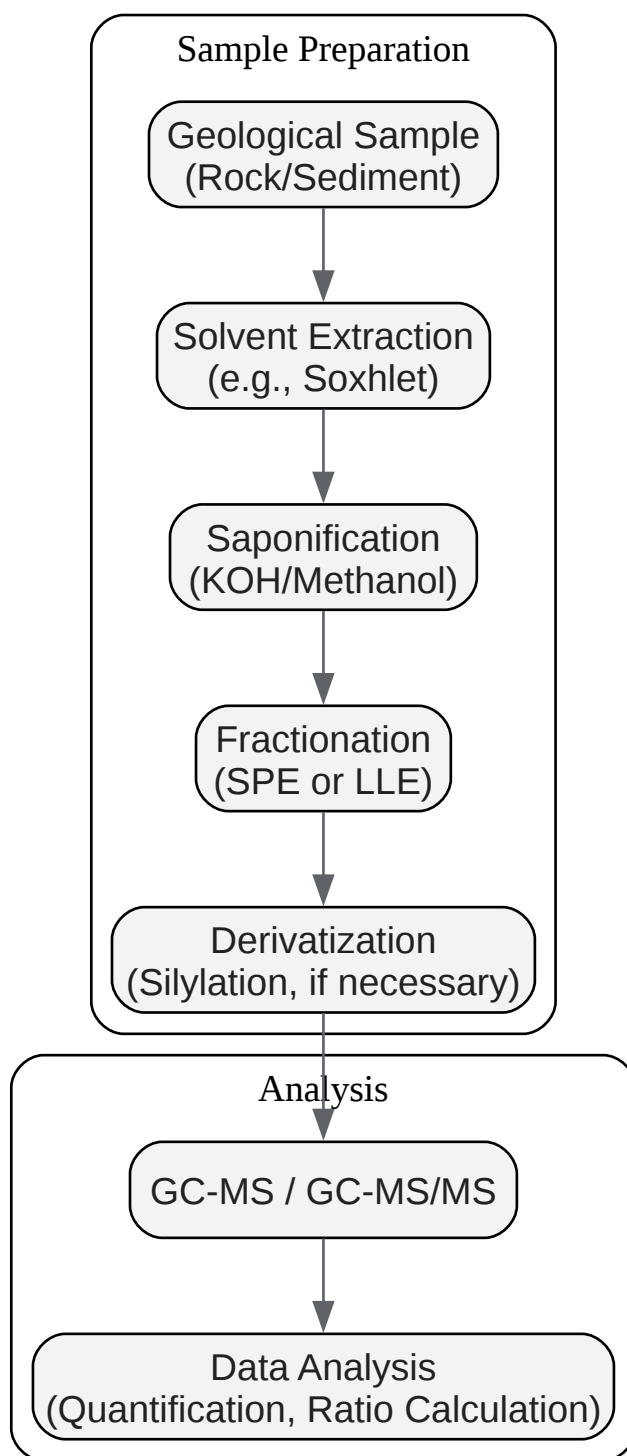 Sample Preparation
Geological Sample
(Rock/Sediment)
Solvent Extraction
(e.g., Soxhlet)
Saponification
(KOH/Methanol)
Fractionation
(SPE or LLE)
Derivatization
(Silylation, if necessary)
Analysis
GC-MS / GC-MS/MS
Data Analysis
(Quantification, Ratio Calculation)